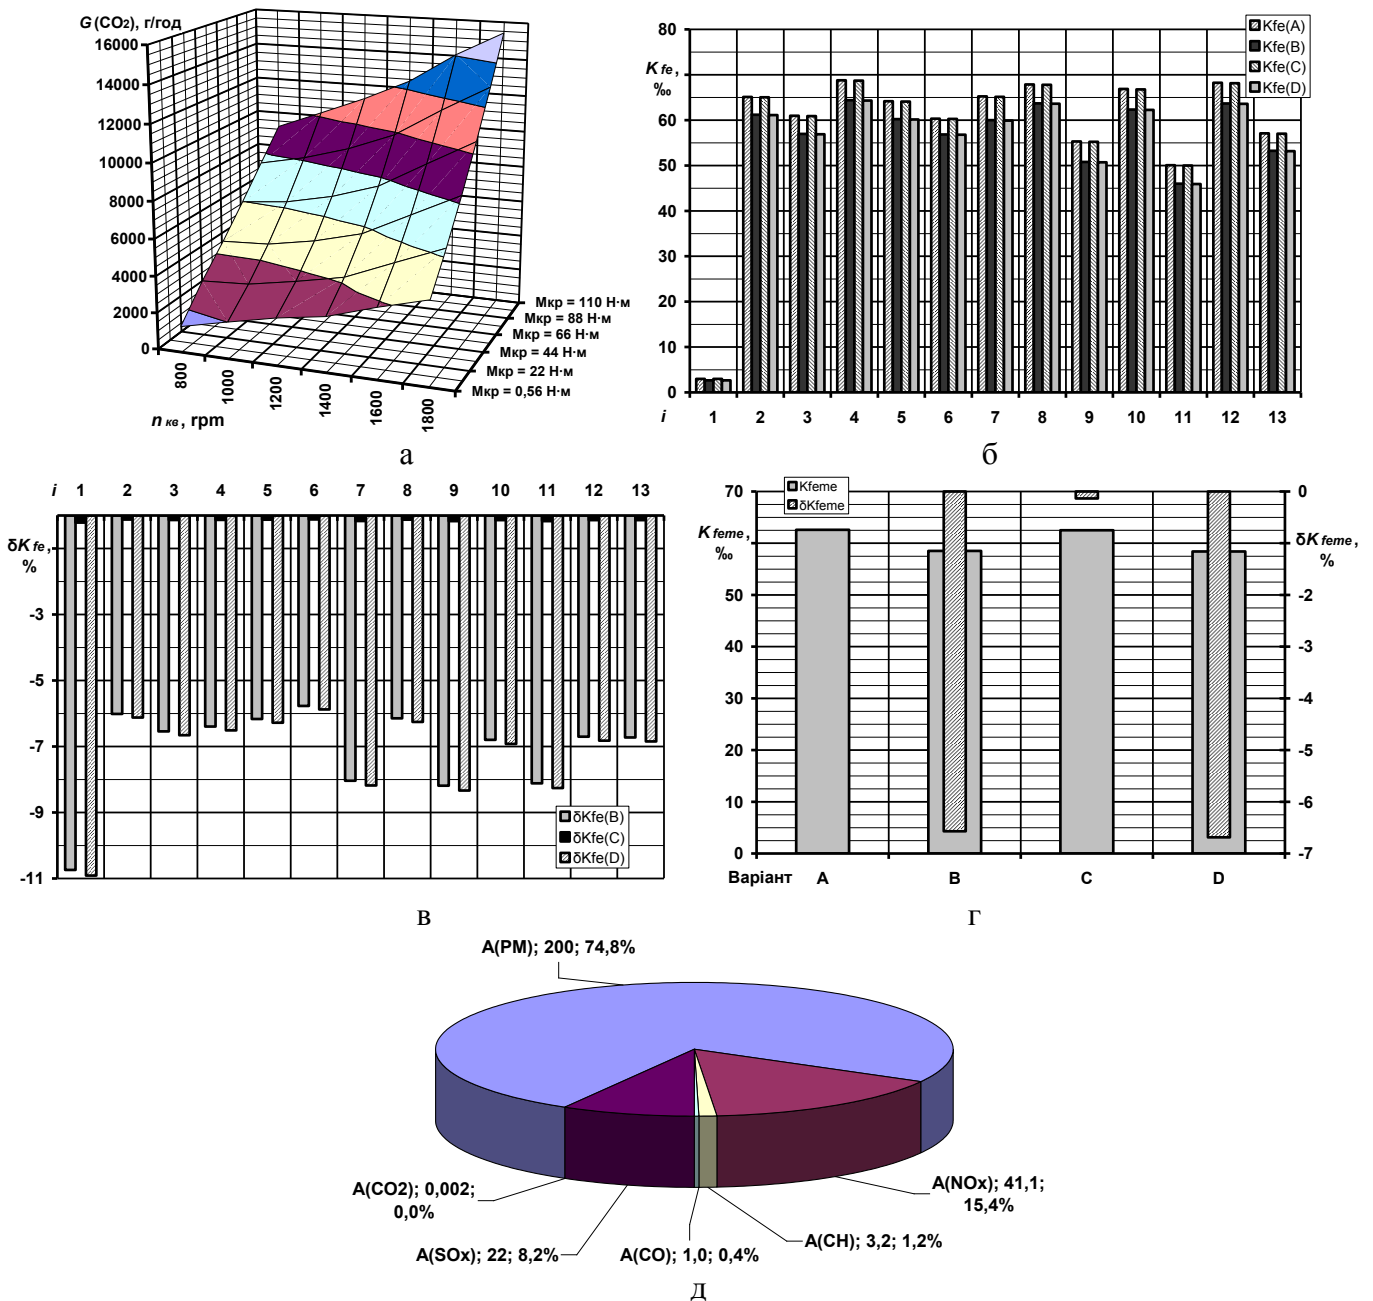 G (CO2), г/год
16000
14000
12000
10000
8000
6000
4000
2000
0
800
1000
1200
1400
1600
1800
n кв , rpm
Мкр = 110 Н·м
Мкр = 88 Н·м
Мкр = 66 Н·м
Мкр = 44 Н·м
Мкр = 22 Н·м
Мкр = 0,56 Н·м
а
K fe ,
‰
80
70
60
50
40
30
20
10
0
Kfe(A)
Kfe(B)
Kfe(C)
Kfe(D)
i 1 2 3 4 5 6 7 8 9 10 11 12 13
б
i 1 2 3 4 5 6 7 8 9 10 11 12 13
δK fe ,
%
-3
-5
-7
-9
-11
δKfe(B)
δKfe(C)
δKfe(D)
в
Kfeme
δKfeme
K feme ,
‰
70
50
40
30
20
10
0
δK feme ,
%
0
-2
-3
-4
-5
-6
-7
Варіант A B C D
г
A(PM); 200; 74,8%
A(NOx); 41,1;
15,4%
A(CH); 3,2; 1,2%
A(CO); 1,0; 0,4%
A(SOx); 22; 8,2%
A(CO2); 0,002;
0,0%
д